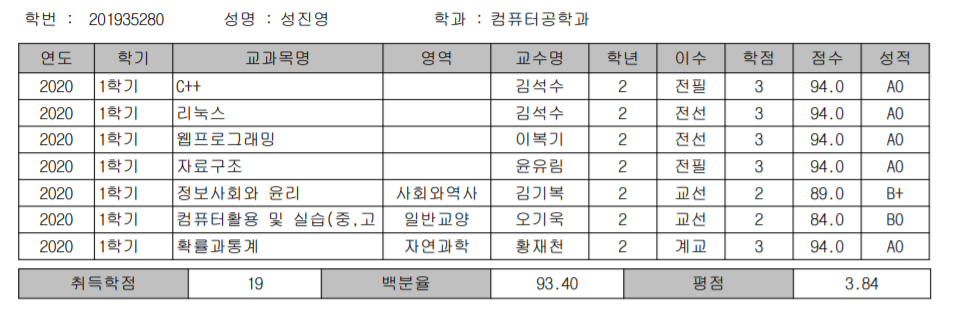 학번 : 201935280 성명 : 성진영 학과 : 컴퓨터공학과
연도 학기 교과목명 영역 교수명 학년 이수 학점 점수 성적
2020 1학기 C++ 김석수 2 전필 3 94.0 A0
2020 1학기 리눅스 김석수 2 전선 3 94.0 A0
2020 1학기 웹프로그래밍 이복기 2 전선 3 94.0 A0
2020 1학기 자료구조 윤유림 2 전필 3 94.0 A0
2020 1학기 정보사회와 윤리 사회와역사 김기복 2 교선 2 89.0 B+
2020 1학기 컴퓨터활용 및 실습(중,고 일반교양 오기욱 2 교선 2 84.0 B0
2020 1학기 확률과통계 자연과학 황재천 2 계교 3 94.0 A0
취득학점 19 백분율 93.40 평점 3.84